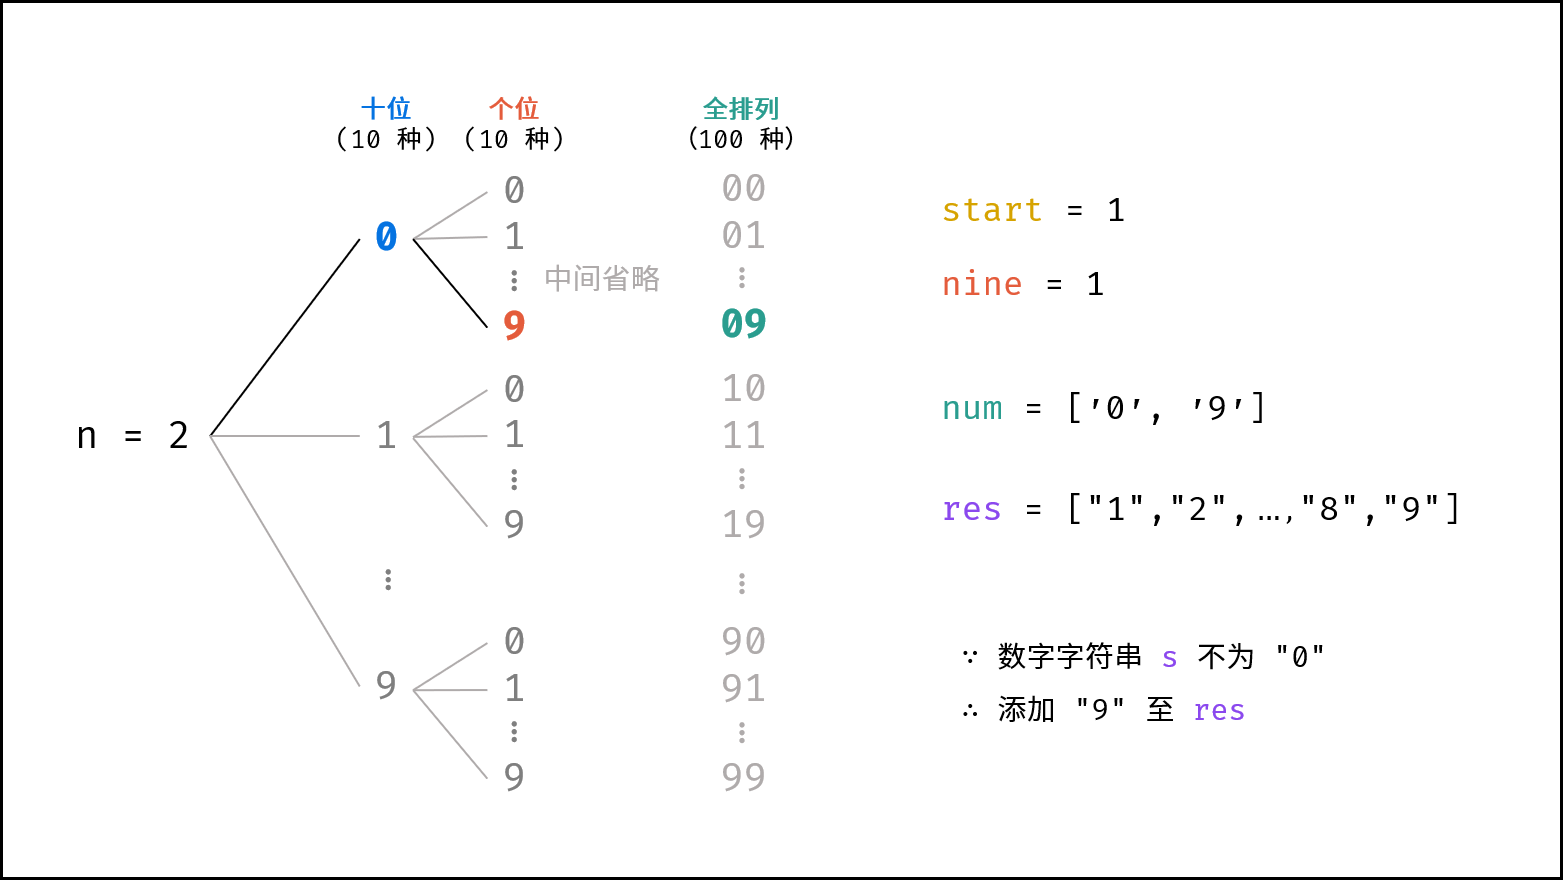 十位 个位 全排列
(10 种) (10 种) (100 种)
0 00
start = 1
0 1 01
nine = 1
⋮ 中间省略 ⋮
9 09
0 10
num = ['0', '9']
n = 2 1 1 11
⋮ ⋮
9 19
res = ["1","2",…,"8","9"]
⋮ ⋮
0 90
∵ 数字字符串 s 不为 "0"
9 1 91
∴ 添加 "9" 至 res
⋮ ⋮
9 99